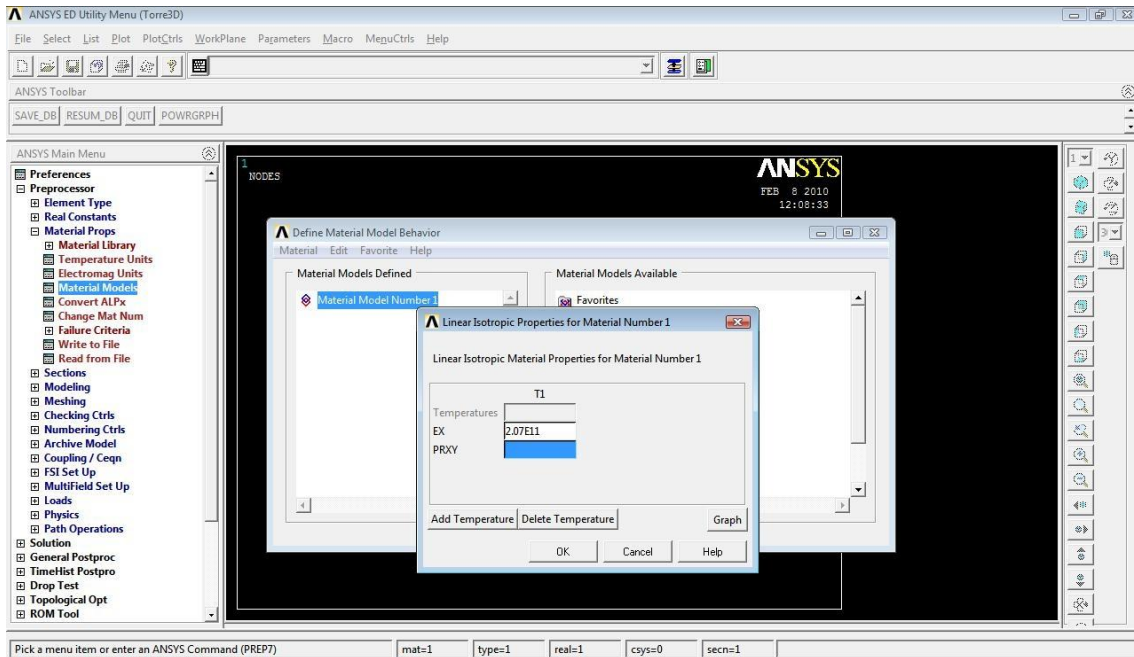 ANSYS ED Utility Menu (Torre3D)
File Select List Plot PlotCtrls WorkPlane Parameters Macro MenuCtrls Help
ANSYS Toolbar
SAVE_DB RESUM_DB QUIT POWRGRPH
ANSYS Main Menu
Preferences
Preprocessor
Element Type
Real Constants
Material Props
Material Library
Temperature Units
Electromag Units
Material Models
Convert ALPx
Change Mat Num
Failure Criteria
Write to File
Read from File
Sections
Modeling
Meshing
Checking Ctrls
Numbering Ctrls
Archive Model
Coupling / Ceqn
FSI Set Up
MultiField Set Up
Loads
Physics
Path Operations
Solution
General Postproc
TimeHist Postpro
Drop Test
Topological Opt
ROM Tool
1
NODES
ANSYS
FEB 8 2010
12:08:33
Define Material Model Behavior
Material Edit Favorite Help
Material Models Defined
Material Models Available
Material Model Number 1
Favorites
Linear Isotropic Properties for Material Number 1
Linear Isotropic Material Properties for Material Number 1
T1
Temperatures
EX 2.07E11
PRXY
Add Temperature Delete Temperature Graph
OK Cancel Help
1
3
Pick a menu item or enter an ANSYS Command (PREP7) mat=1 type=1 real=1 csys=0 secn=1